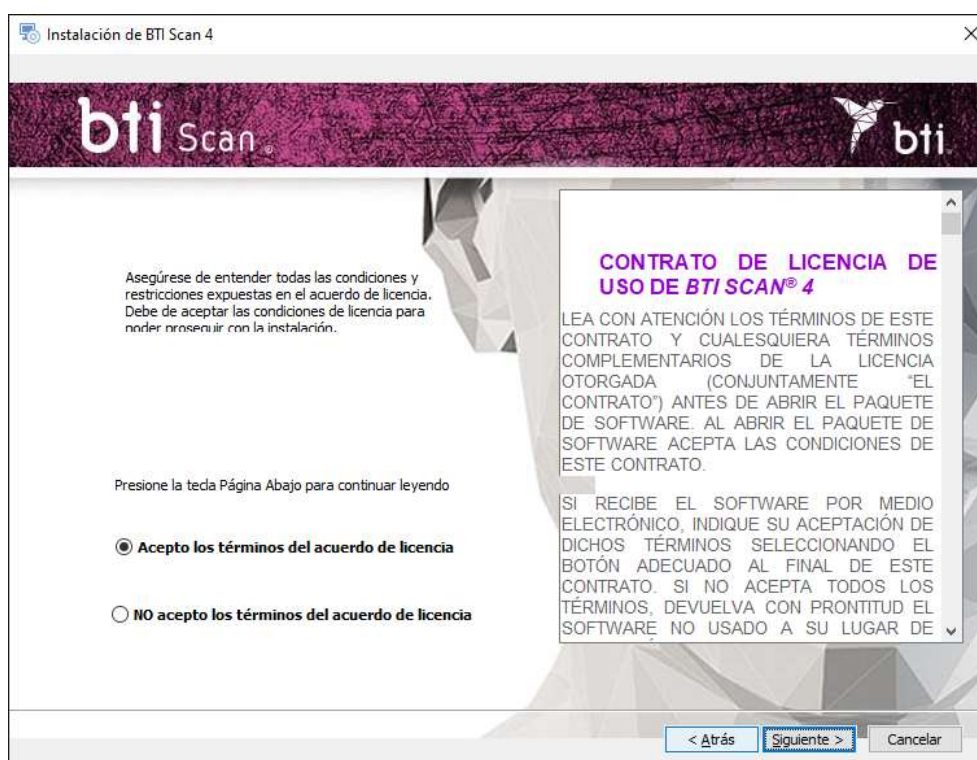 Instalación de BTI Scan 4
bti Scan®
bti
Asegúrese de entender todas las condiciones y
restricciones expuestas en el acuerdo de licencia.
Debe de aceptar las condiciones de licencia para
poder proseguir con la instalación.
Presione la tecla Página Abajo para continuar leyendo
Acepto los términos del acuerdo de licencia
NO acepto los términos del acuerdo de licencia
CONTRATO DE LICENCIA DE
USO DE BTI SCAN® 4
LEA CON ATENCIÓN LOS TÉRMINOS DE ESTE
CONTRATO Y CUALESQUIERA TÉRMINOS
COMPLEMENTARIOS DE LA LICENCIA
OTORGADA (CONJUNTAMENTE “EL
CONTRATO”) ANTES DE ABRIR EL PAQUETE
DE SOFTWARE. AL ABRIR EL PAQUETE DE
SOFTWARE ACEPTA LAS CONDICIONES DE
ESTE CONTRATO.
SI RECIBE EL SOFTWARE POR MEDIO
ELECTRÓNICO, INDIQUE SU ACEPTACIÓN DE
DICHOS TÉRMINOS SELECCIONANDO EL
BOTÓN ADECUADO AL FINAL DE ESTE
CONTRATO. SI NO ACEPTA TODOS LOS
TÉRMINOS, DEVUELVA CON PRONTITUD EL
SOFTWARE NO USADO A SU LUGAR DE
< Atrás
Siguiente >
Cancelar